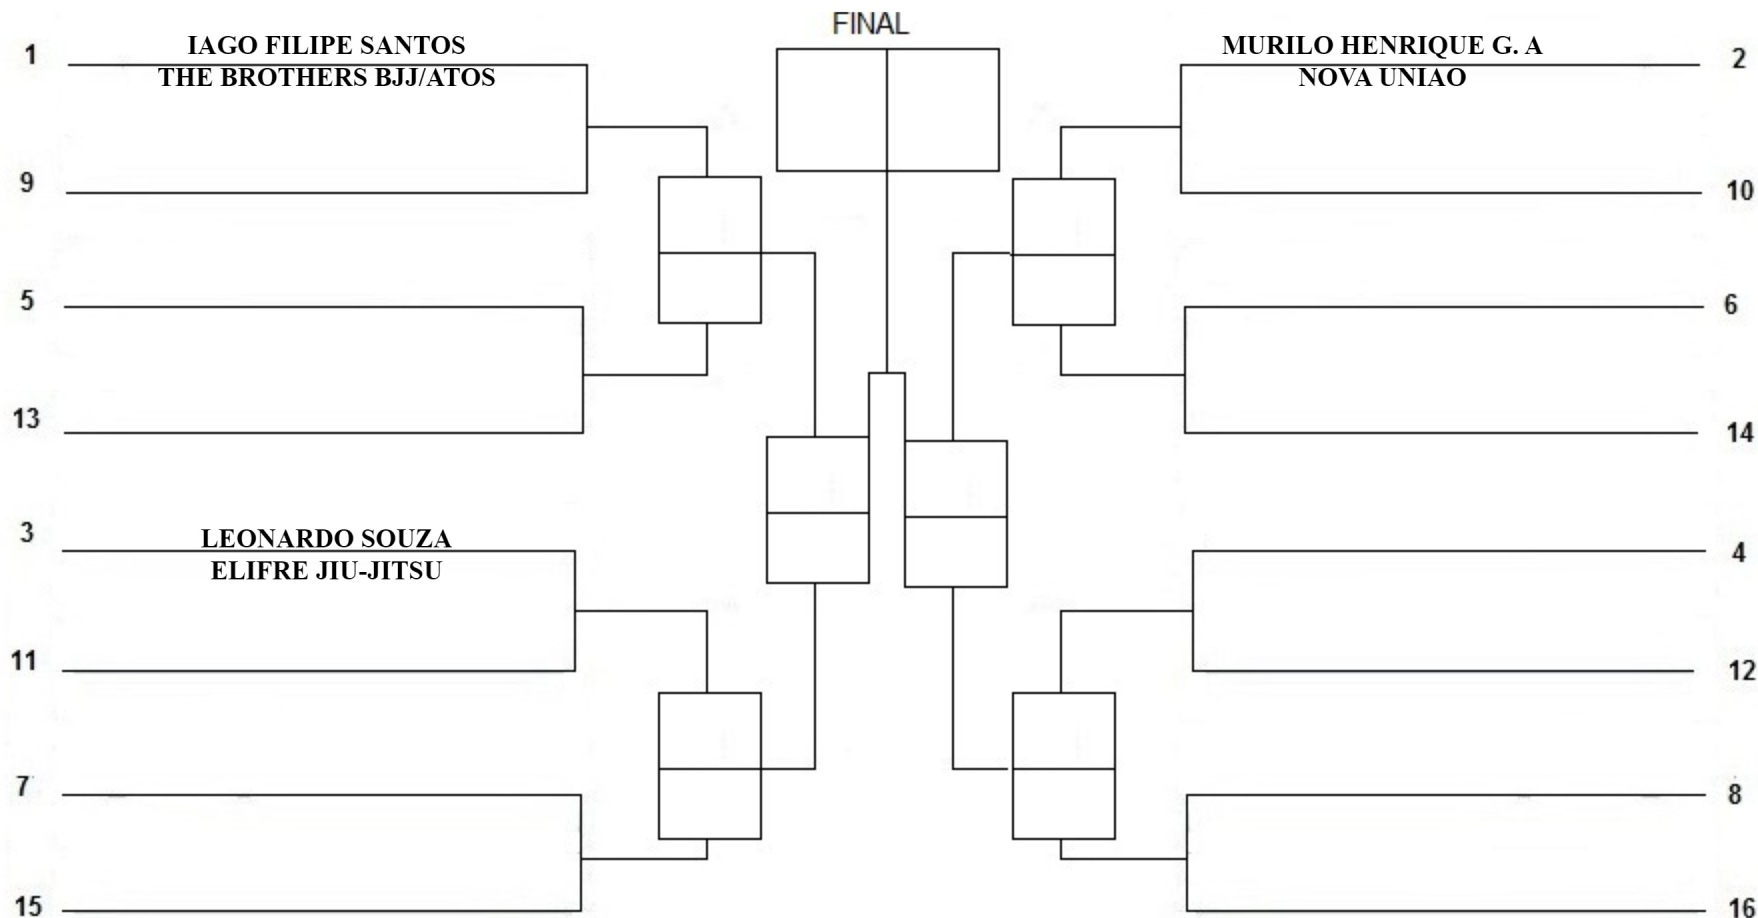 FINAL
1
IAGO FILIPE SANTOS
THE BROTHERS BJJ/ATOS
9
5
13
3
LEONARDO SOUZA
ELIFRE JIU-JITSU
11
7
15
MURILO HENRIQUE G. A
NOVA UNIAO
2
10
6
14
4
12
8
16